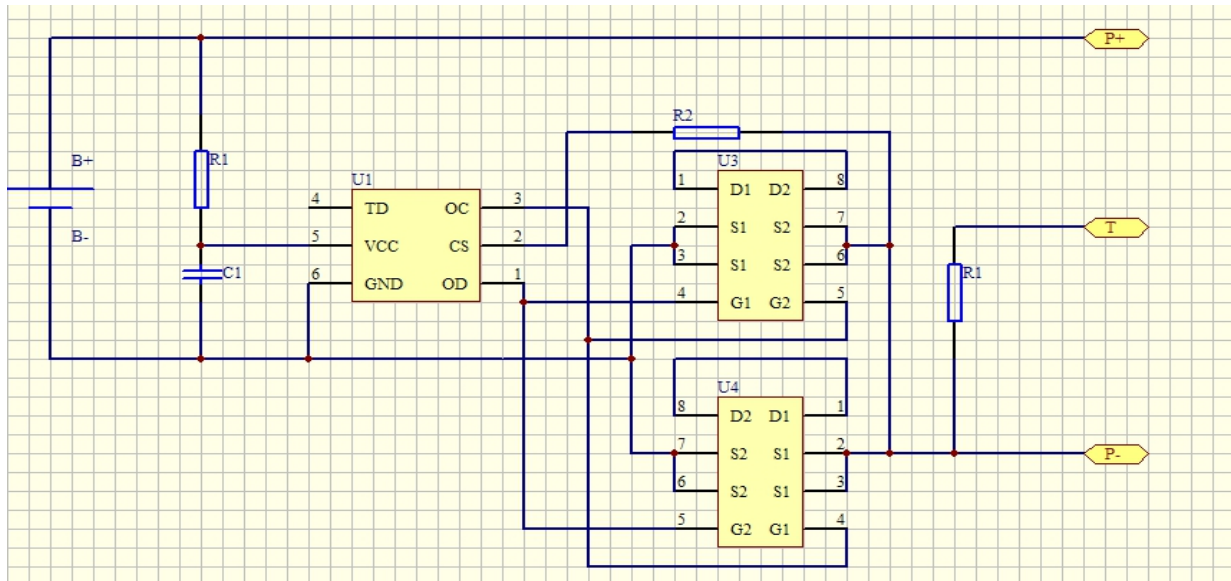 P+
R2
B+
R1
U3
U1
1 D1 D2 8
4 TD OC 3
2 S1 S2 7
T
B-
5 VCC CS 2
3 S1 S2 6
C1
R1
6 GND OD 1
4 G1 G2 5
U4
8 D2 D1 1
7 S2 S1 2
P-
6 S2 S1 3
5 G2 G1 4